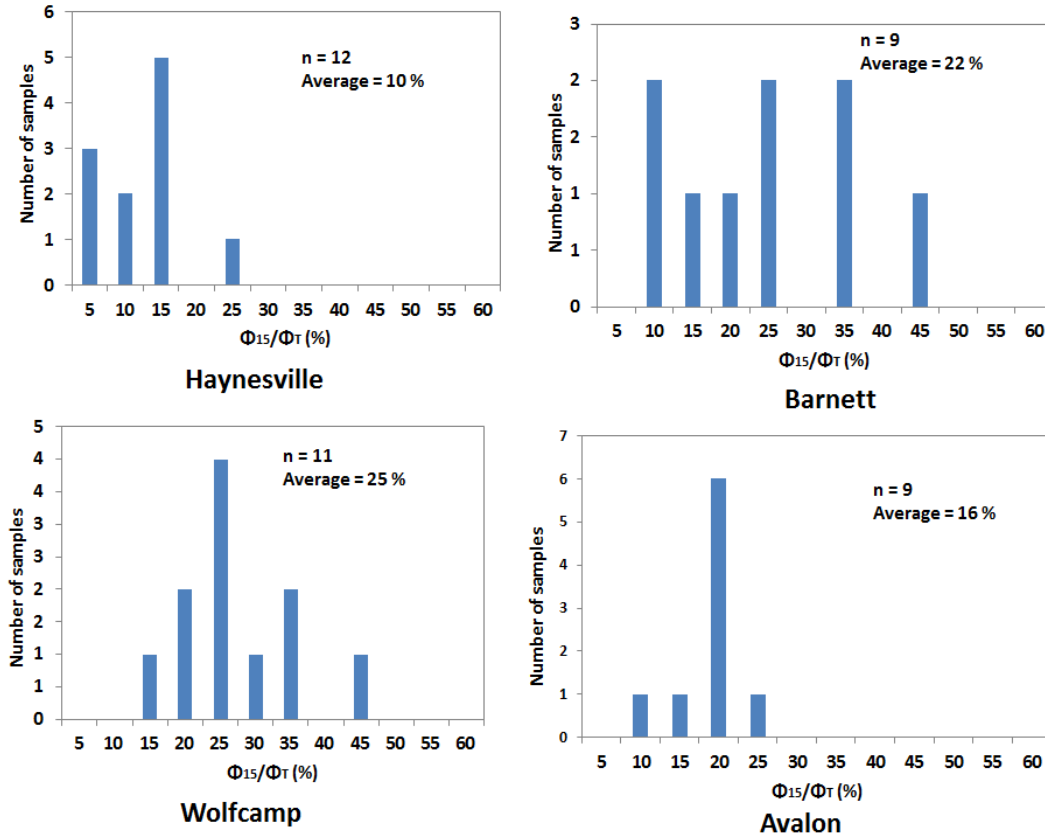 6
5
4
3
2
1
0
Number of samples
n = 12
Average = 10 %
5 10 15 20 25 30 35 40 45 50 55 60
Φ15/ΦT (%)
Haynesville
3
2
2
1
1
0
Number of samples
n = 9
Average = 22 %
5 10 15 20 25 30 35 40 45 50 55 60
Φ15/ΦT (%)
Barnett
5
4
4
3
3
2
2
1
1
0
Number of samples
n = 11
Average = 25 %
5 10 15 20 25 30 35 40 45 50 55 60
Φ15/ΦT (%)
Wolfcamp
7
6
5
4
3
2
1
0
Number of samples
n = 9
Average = 16 %
5 10 15 20 25 30 35 40 45 50 55 60
Φ15/ΦT (%)
Avalon